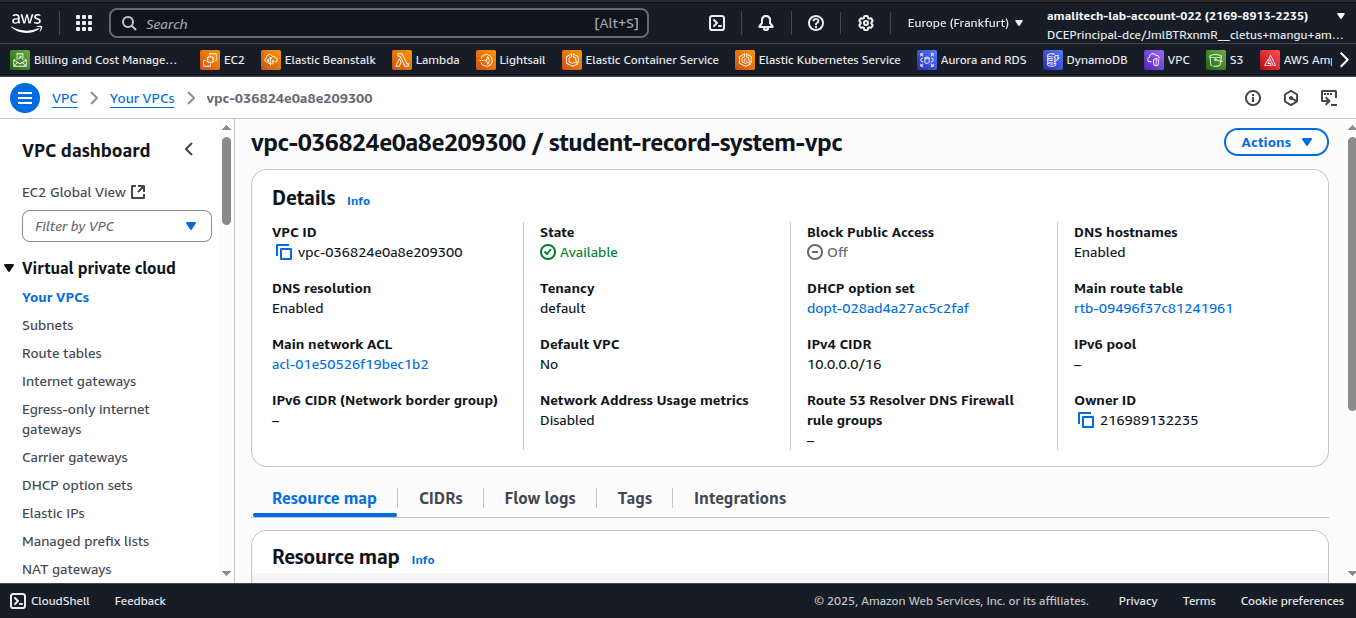 aws
Search [Alt+S]
Europe (Frankfurt)
amalitech-lab-account-022 (2169-8913-2235)
DCEPrincipal-dce/JmlBTRxnmR__cletus+mangu+am...
Billing and Cost Manage... EC2 Elastic Beanstalk Lambda Lightsail Elastic Container Service Elastic Kubernetes Service Aurora and RDS DynamoDB VPC S3 AWS Am
VPC Your VPCs vpc-036824e0a8e209300
VPC dashboard
EC2 Global View
Filter by VPC
Virtual private cloud
Your VPCs
Subnets
Route tables
Internet gateways
Egress-only internet
gateways
Carrier gateways
DHCP option sets
Elastic IPs
Managed prefix lists
NAT gateways
vpc-036824e0a8e209300 / student-record-system-vpc
Actions
Details Info
VPC ID
vpc-036824e0a8e209300
State
Available
Block Public Access
Off
DNS hostnames
Enabled
DNS resolution
Enabled
Tenancy
default
DHCP option set
dopt-028ad4a27ac5c2faf
Main route table
rtb-09496f37c81241961
Main network ACL
acl-01e50526f19bec1b2
Default VPC
No
IPv4 CIDR
10.0.0.0/16
IPv6 pool
–
IPv6 CIDR (Network border group)
–
Network Address Usage metrics
Disabled
Route 53 Resolver DNS Firewall
rule groups
–
Owner ID
216989132235
Resource map CIDRs Flow logs Tags Integrations
Resource map Info
CloudShell Feedback © 2025, Amazon Web Services, Inc. or its affiliates. Privacy Terms Cookie preferences